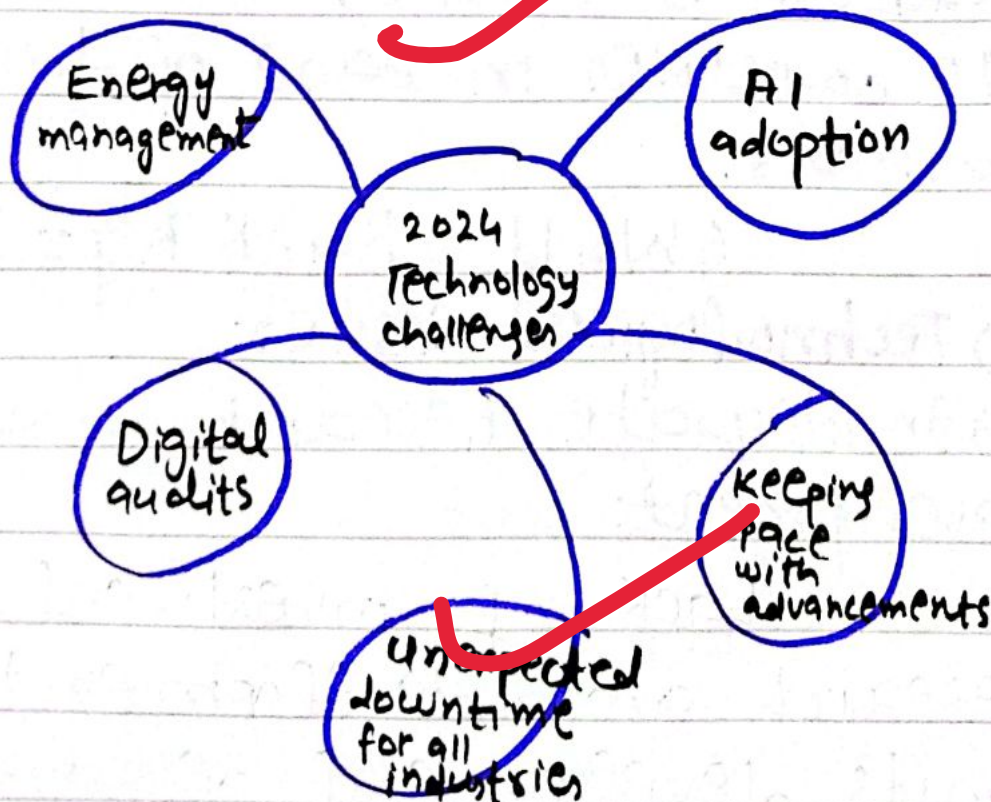 Energy
management
AI
adoption
2024
Technology
challenges
Digital
audits
Keeping
pace
with
advancements
Unexpected
downtime
for all
industries